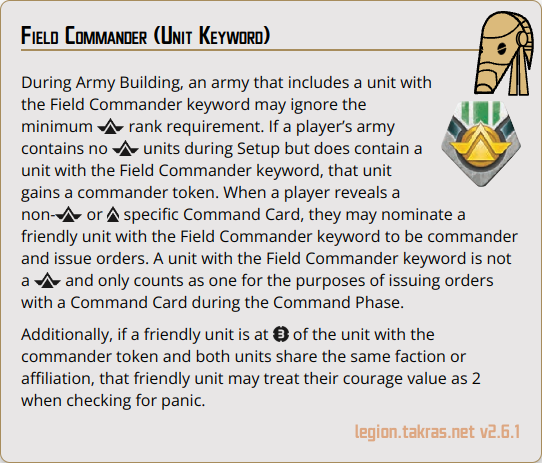 Field Commander (Unit Keyword)
During Army Building, an army that includes a unit with
the Field Commander keyword may ignore the
minimum rank requirement. If a player's army
contains no units during Setup but does contain a
unit with the Field Commander keyword, that unit
gains a commander token. When a player reveals a
non- or specific Command Card, they may nominate a
friendly unit with the Field Commander keyword to be commander
and issue orders. A unit with the Field Commander keyword is not
a and only counts as one for the purposes of issuing orders
with a Command Card during the Command Phase.
Additionally, if a friendly unit is at 3 of the unit with the
commander token and both units share the same faction or
affiliation, that friendly unit may treat their courage value as 2
when checking for panic.
legion.takras.net v2.6.1